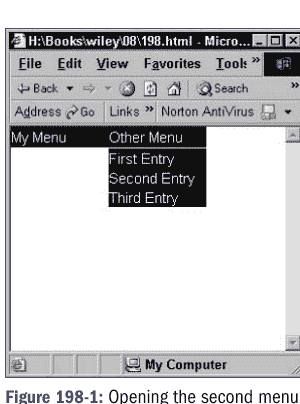 H:\Books\wiley\08\198.html - Micro...
File Edit View Favorites Tools »
Back Search »
Address Go Links » Norton AntiVirus
My Menu Other Menu
First Entry
Second Entry
Third Entry
My Computer
Figure 198-1: Opening the second menu